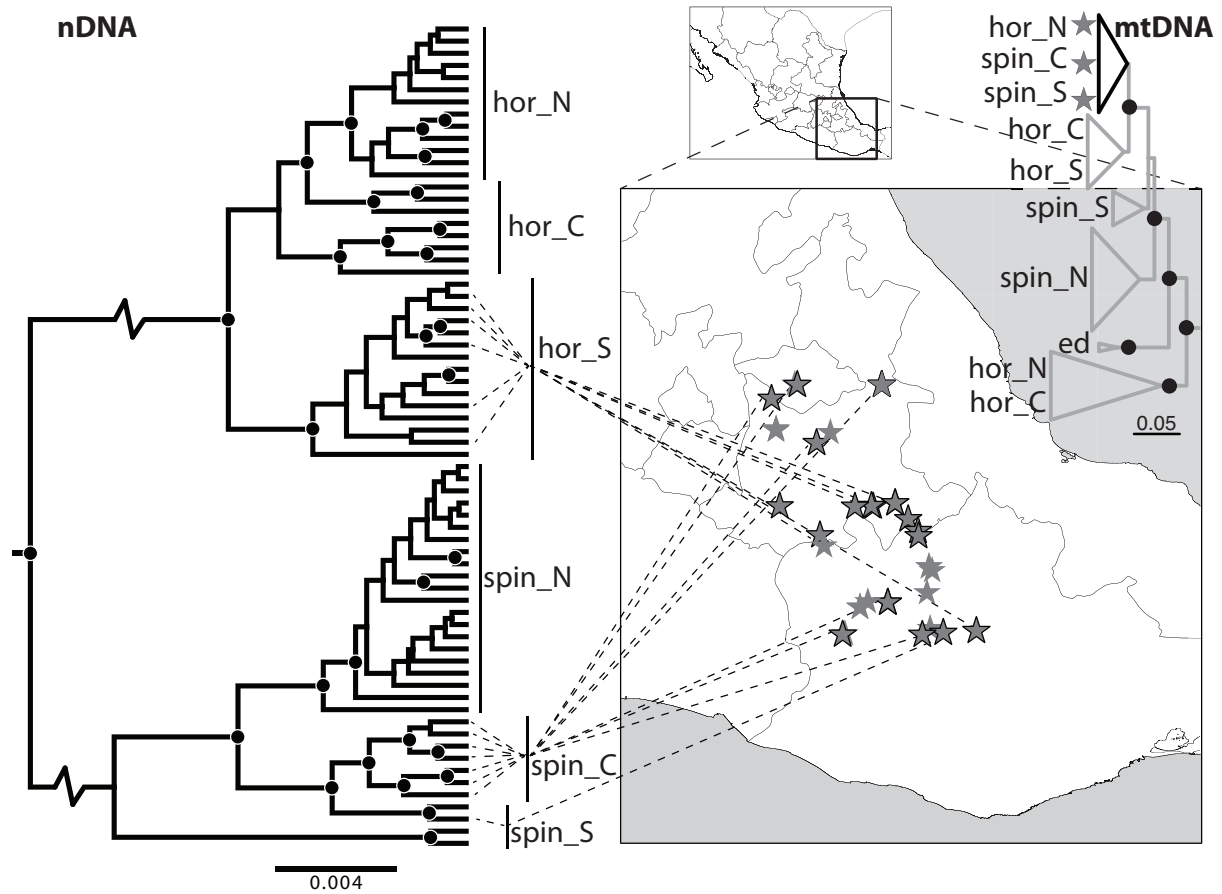 nDNA
hor_N
hor_C
hor_S
spin_N
spin_C
spin_S
0.004
mtDNA
hor_N
spin_C
spin_S
hor_C
hor_S
spin_S
spin_N
ed
hor_N
hor_C
0.05